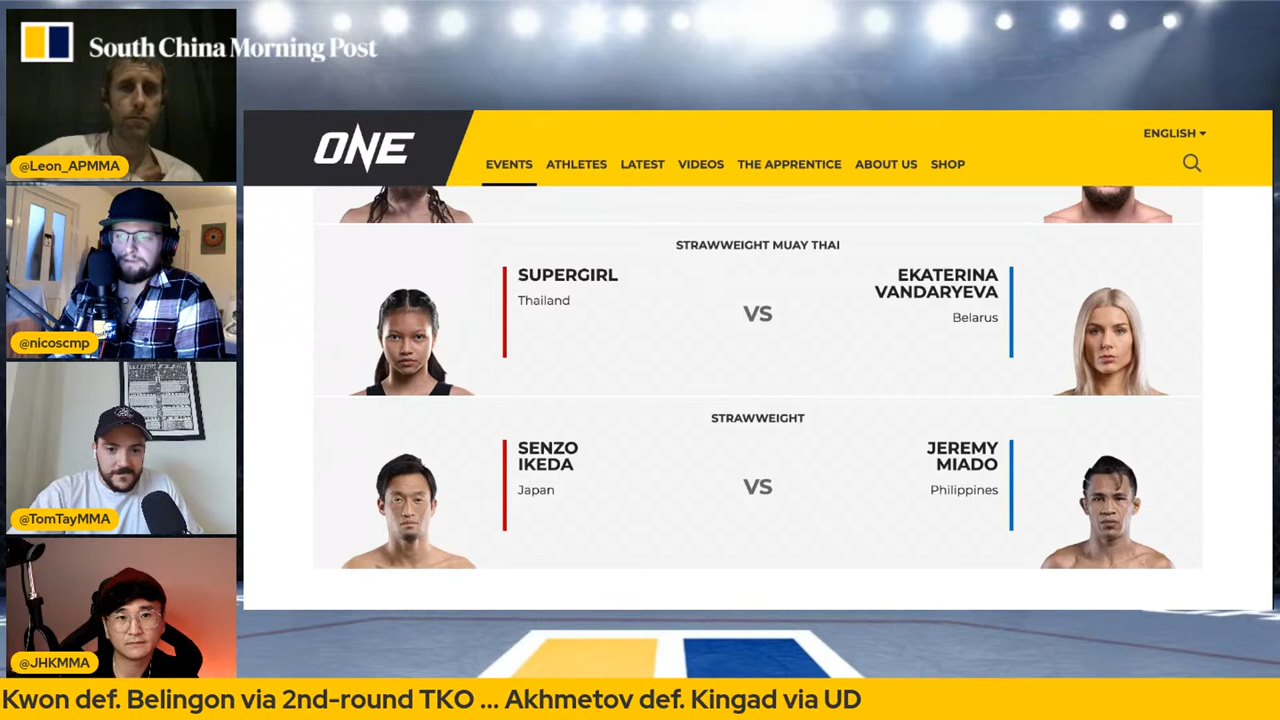 South China Morning Post
@Leon_APMMA
@nicoscmp
@TomTayMMA
@JHKMMA
ONE
ENGLISH
EVENTS ATHLETES LATEST VIDEOS THE APPRENTICE ABOUT US SHOP
STRAWWEIGHT MUAY THAI
SUPERGIRL
Thailand
VS
EKATERINA
VANDARYEVA
Belarus
STRAWWEIGHT
SENZO
IKEDA
Japan
VS
JEREMY
MIADO
Philippines
Kwon def. Belingon via 2nd-round TKO ... Akhmetov def. Kingad via UD